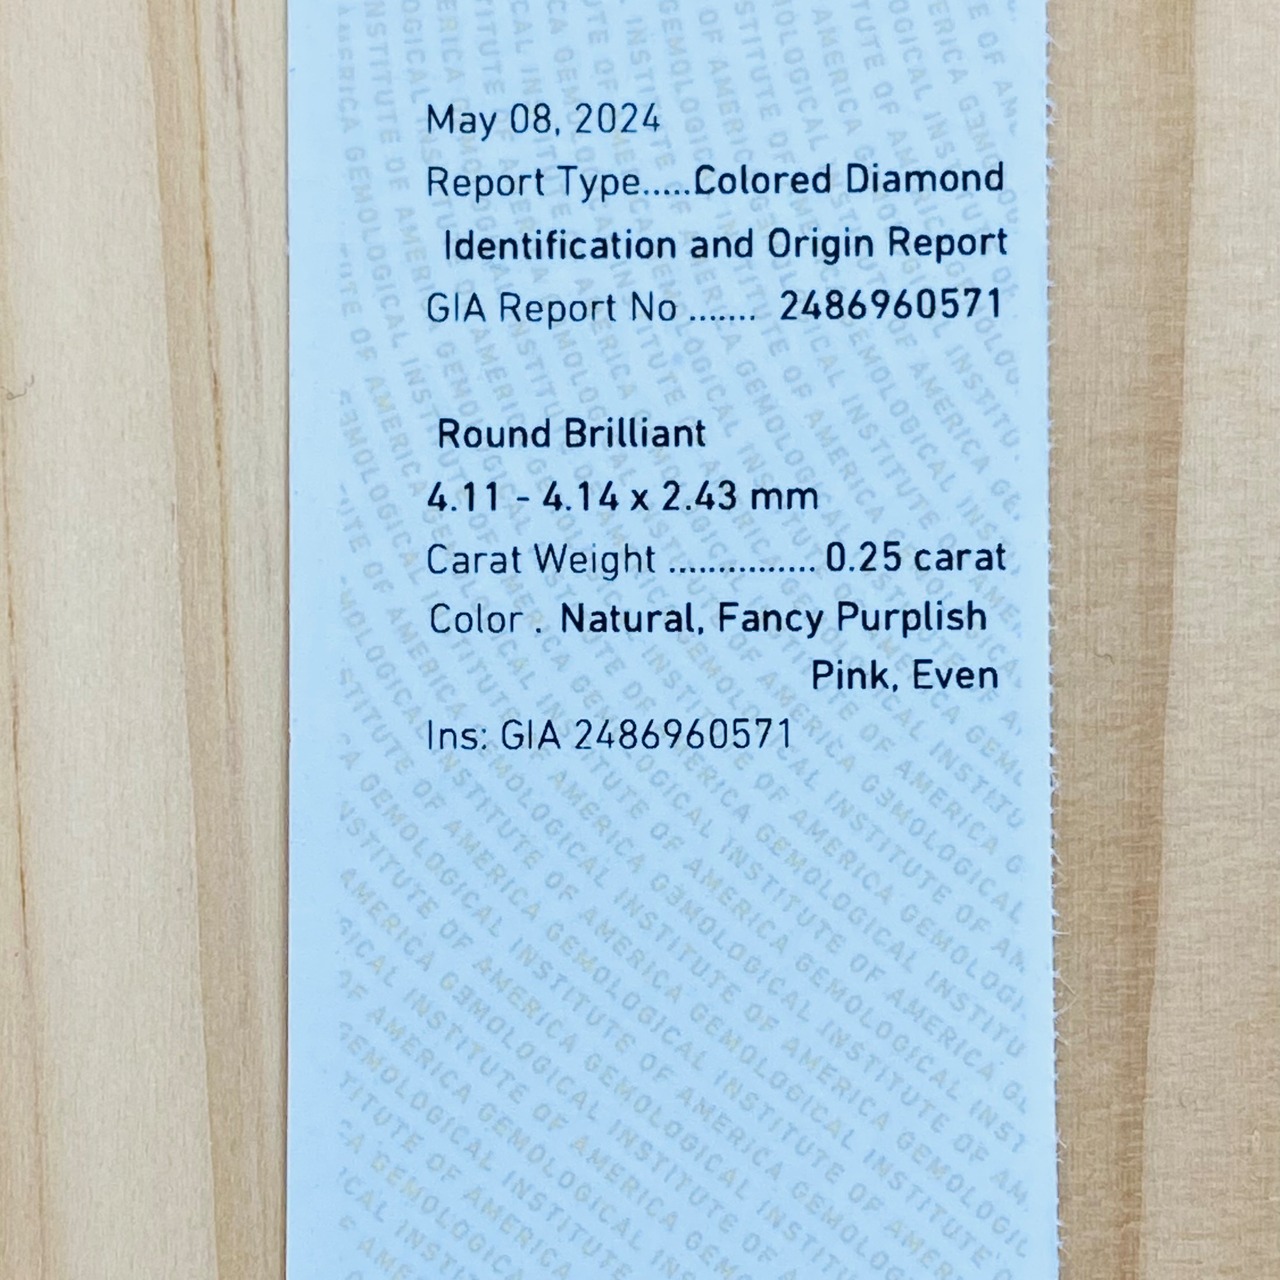 May 08, 2024
Report Type.....Colored Diamond
Identification and Origin Report
GIA Report No ....... 2486960571
Round Brilliant
4.11 - 4.14 x 2.43 mm
Carat Weight ............... 0.25 carat
Color . Natural, Fancy Purplish
Pink, Even
Ins: GIA 2486960571